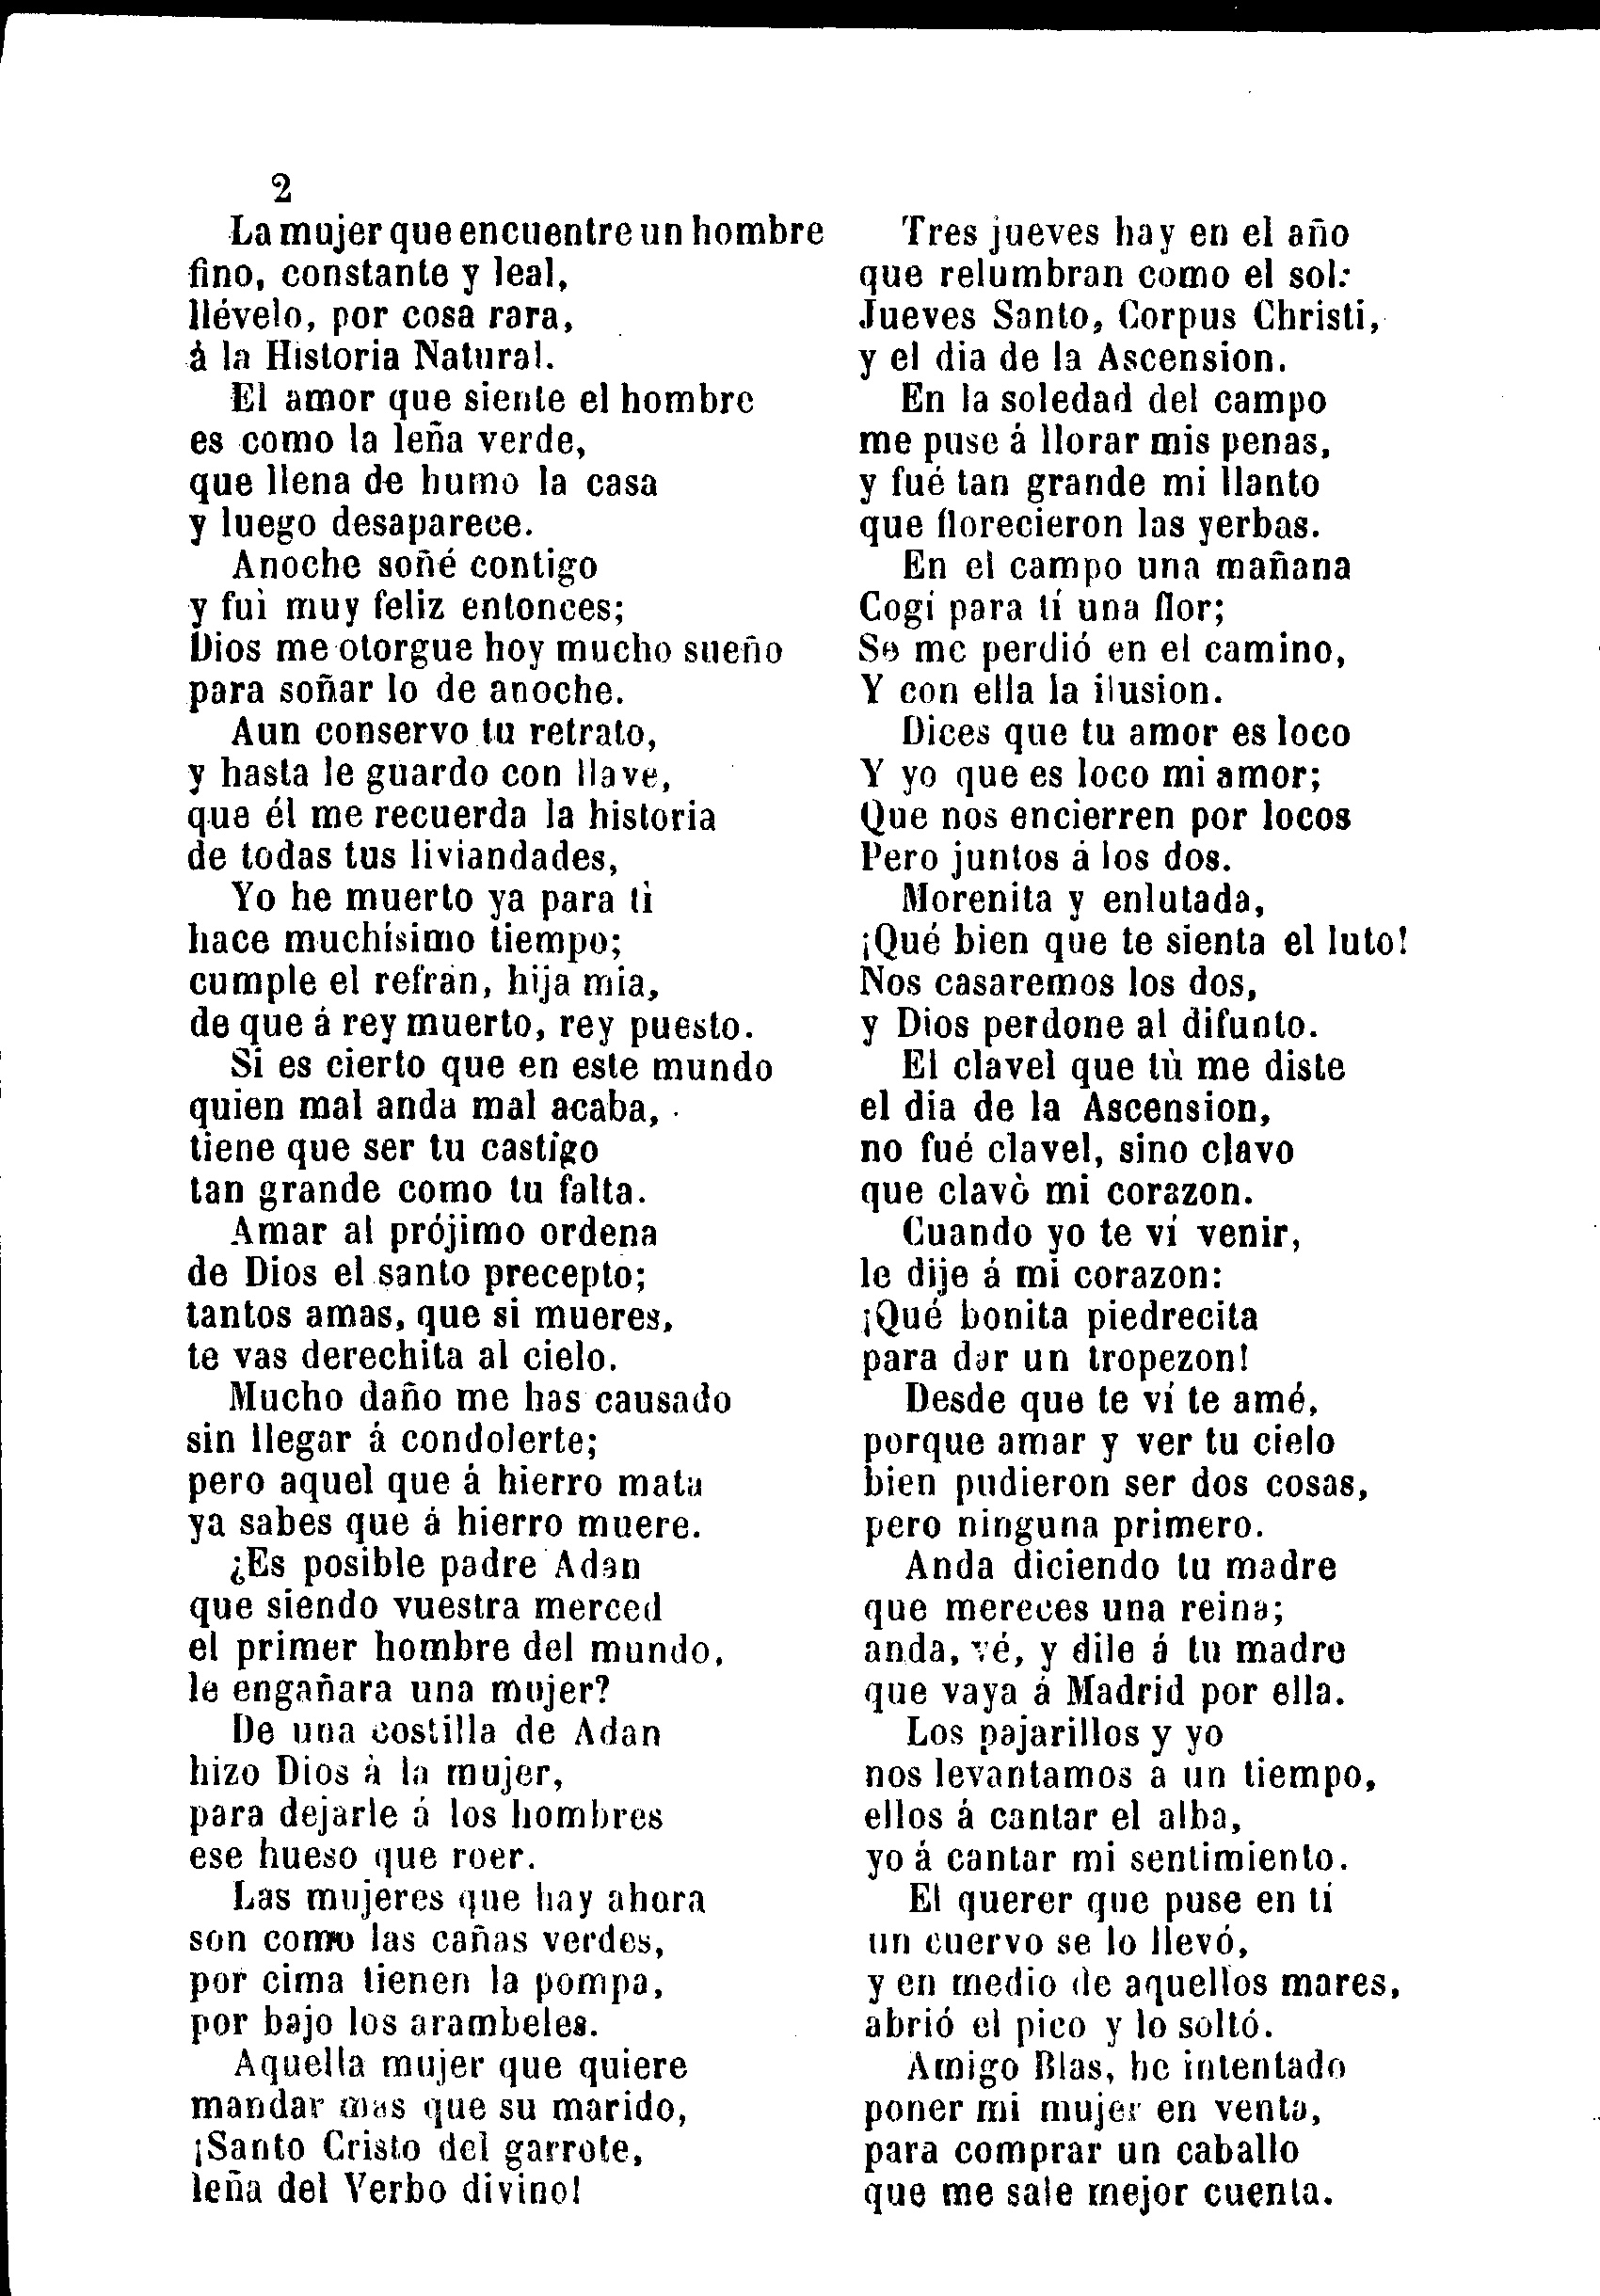 2
La mujer que encuentre un hombre
fino, constante y leal,
llévelo, por cosa rara,
á la Historia Natural.
El amor que siente el hombre
es como la leña verde,
que llena de humo la casa
y luego desaparece.
Anoche soñé contigo
y fui muy feliz entonces;
Dios me otorgue hoy mucho sueño
para soñar lo de anoche.
Aun conservo tu retrato,
y hasta le guardo con llave,
que él me recuerda la historia
de todas tus liviandades,
Yo he muerto ya para tì
hace muchísimo tiempo;
cumple el refran, hija mia,
de que á rey muerto, rey puesto.
Si es cierto que en este mundo
quien mal anda mal acaba,
tiene que ser tu castigo
tan grande como tu falta.
Amar al prójimo ordena
de Dios el santo precepto;
tantos amas, que si mueres,
te vas derechita al cielo.
Mucho daño me has causado
sin llegar á condolerte;
pero aquel que á hierro mata
ya sabes que á hierro muere.
¿Es posible padre Adan
que siendo vuestra merced
el primer hombre del mundo,
le engañara una mujer?
De una costilla de Adan
hizo Dios à la mujer,
para dejarle á los hombres
ese hueso que roer.
Las mujeres que hay ahora
son como las cañas verdes,
por cima tienen la pompa,
por bajo los arambeles.
Aquella mujer que quiere
mandar mas que su marido,
¡Santo Cristo del garrote,
leña del Verbo divino!
Tres jueves hay en el año
que relumbran como el sol:
Jueves Santo, Corpus Christi,
y el dia de la Ascension.
En la soledad del campo
me puse á llorar mis penas,
y fué tan grande mi llanto
que florecieron las yerbas.
En el campo una mañana
Cogí para tí una flor;
Se me perdió en el camino,
Y con ella la ilusion.
Dices que tu amor es loco
Y yo que es loco mi amor;
Que nos encierren por locos
Pero juntos á los dos.
Morenita y enlutada,
¡Qué bien que te sienta el luto!
Nos casaremos los dos,
y Dios perdone al difunto.
El clavel que tù me diste
el dia de la Ascension,
no fué clavel, sino clavo
que clavò mi corazon.
Cuando yo te ví venir,
le dije á mi corazon:
¡Qué bonita piedrecita
para dar un tropezon!
Desde que te ví te amé,
porque amar y ver tu cielo
bien pudieron ser dos cosas,
pero ninguna primero.
Anda diciendo tu madre
que mereces una reina;
anda, vé, y dile á tu madre
que vaya á Madrid por ella.
Los pajarillos y yo
nos levantamos a un tiempo,
ellos á cantar el alba,
yo á cantar mi sentimiento.
El querer que puse en tí
un cuervo se lo llevó,
y en medio de aquellos mares,
abrió el pico y lo soltó.
Amigo Blas, he intentado
poner mi mujer en venta,
para comprar un caballo
que me sale mejor cuenta.